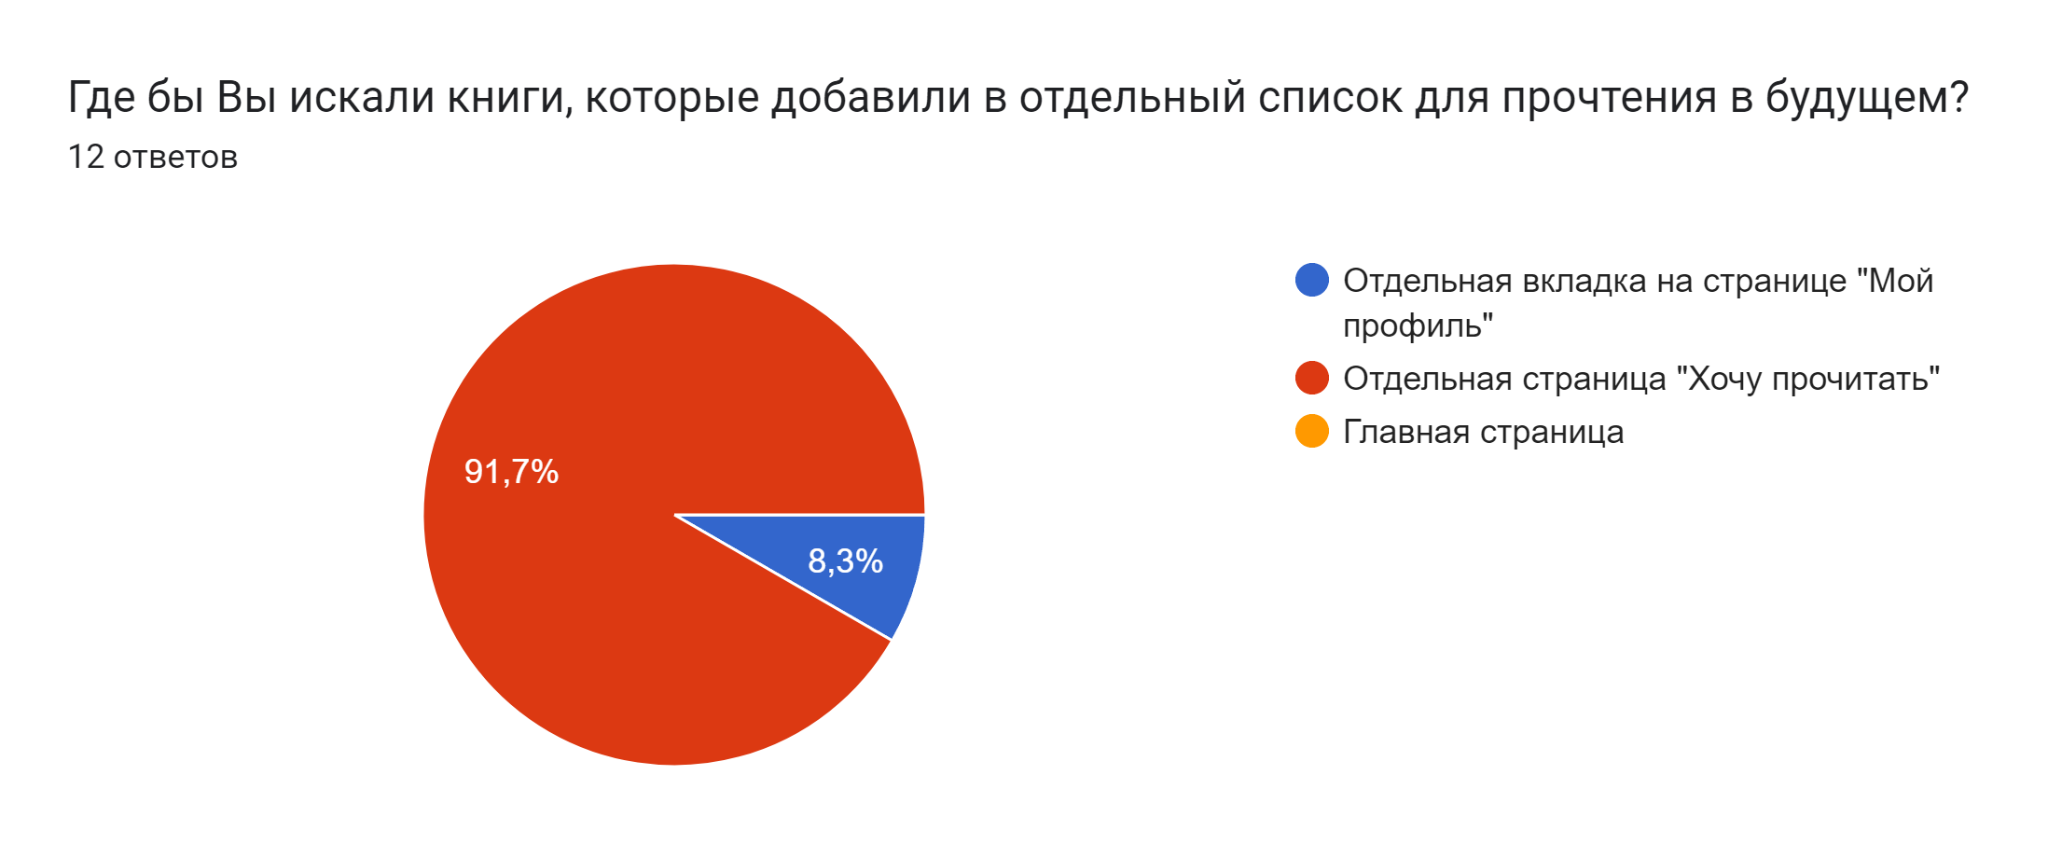 Где бы Вы искали книги, которые добавили в отдельный список для прочтения в будущем?
12 ответов
Отдельная вкладка на странице "Мой
профиль"
Отдельная страница "Хочу прочитать"
Главная страница
91,7%
8,3%